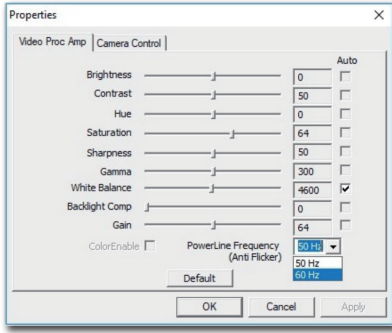 Properties
Video Proc Amp Camera Control
Auto
Brightness 0
Contrast 50
Hue 0
Saturation 64
Sharpness 50
Gamma 300
White Balance 4600
Backlight Comp 0
Gain 64
ColorEnable PowerLine Frequency 50 Hz
(Anti Flicker)
50 Hz
60 Hz
Default
OK Cancel Apply